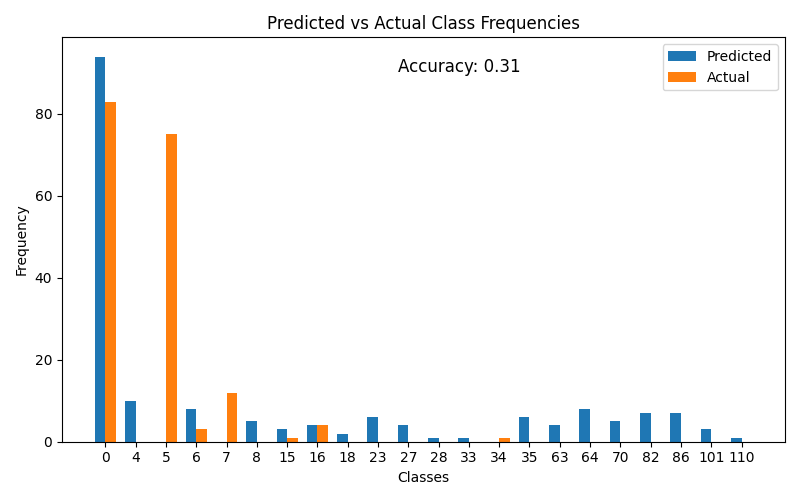 Predicted vs Actual Class Frequencies
Accuracy: 0.31
Predicted
Actual
Frequency
80
60
40
20
0
0 4 5 6 7 8 15 16 18 23 27 28 33 34 35 63 64 70 82 86 101 110
Classes